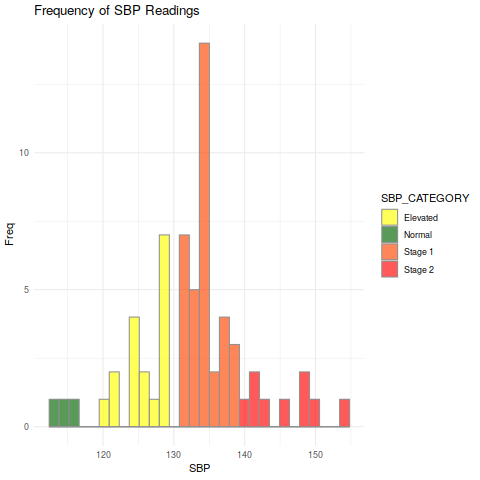 Frequency of SBP Readings
10
5
0
Freq
120 130 140 150
SBP
SBP_CATEGORY
Elevated
Normal
Stage 1
Stage 2